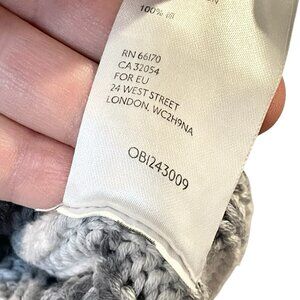 100%
RN 66170
CA 32054
FOR EU
24 WEST STREET
LONDON, WC2H9NA
OB1243009